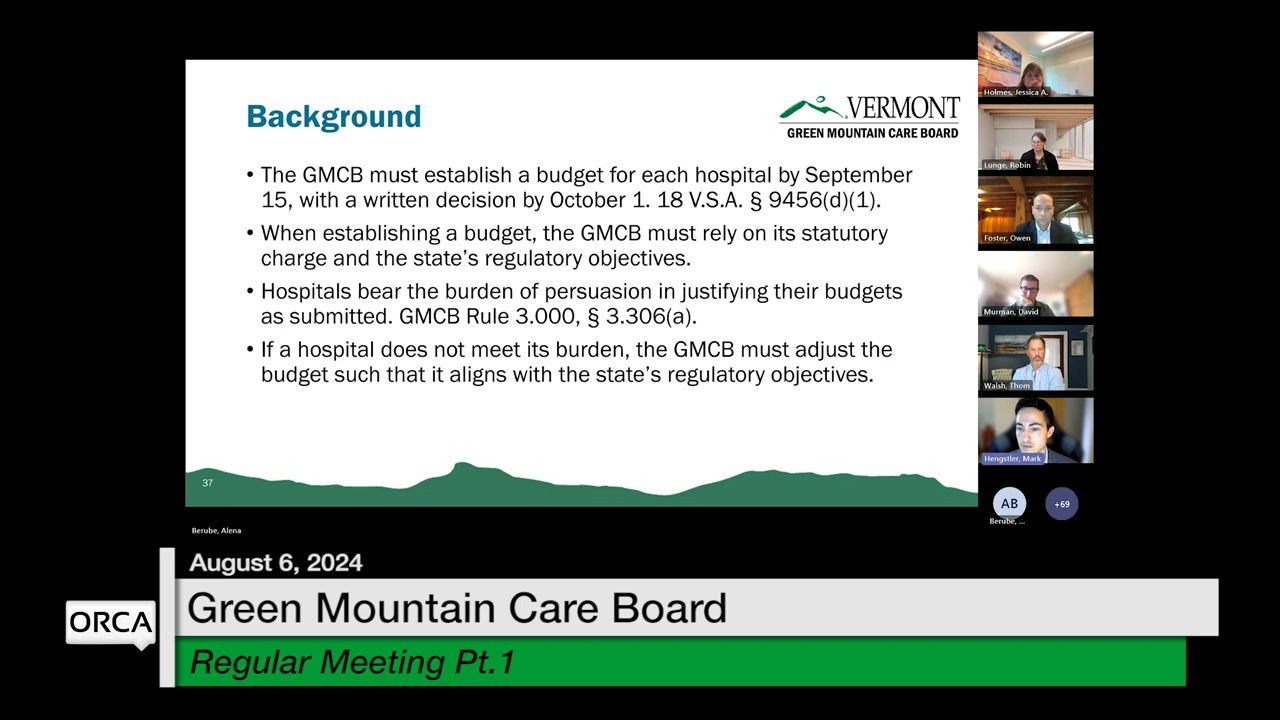 Background
VERMONT
GREEN MOUNTAIN CARE BOARD
• The GMCB must establish a budget for each hospital by September
15, with a written decision by October 1. 18 V.S.A. § 9456(d)(1).
• When establishing a budget, the GMCB must rely on its statutory
charge and the state’s regulatory objectives.
• Hospitals bear the burden of persuasion in justifying their budgets
as submitted. GMCB Rule 3.000, § 3.306(a).
• If a hospital does not meet its burden, the GMCB must adjust the
budget such that it aligns with the state’s regulatory objectives.
37
Holmes, Jessica A.
Lunge, Robin
Foster, Owen
Murman, David
Walsh, Thom
Hengstler, Mark
AB
+69
Berube, ...
Berube, Alena
August 6, 2024
ORCA
Green Mountain Care Board
Regular Meeting Pt.1